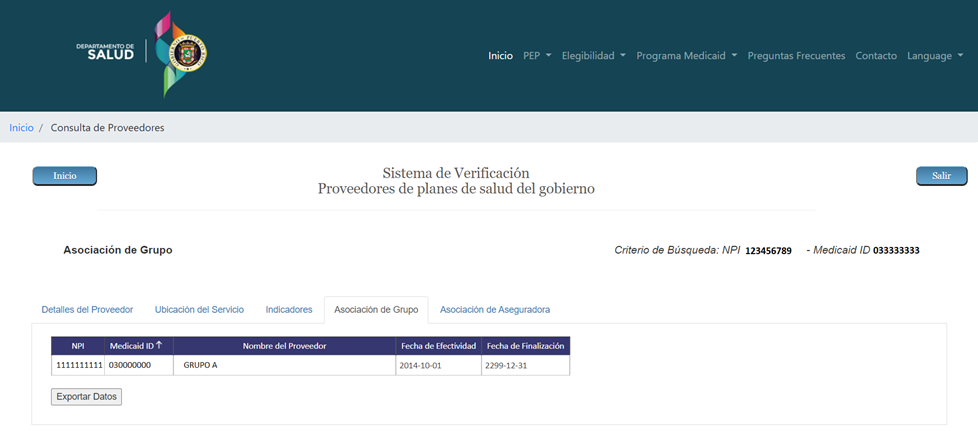 DEPARTAMENTO DE
SALUD
Inicio PEP Elegibilidad Programa Medicaid Preguntas Frecuentes Contacto Language
Inicio / Consulta de Proveedores
Inicio
Sistema de Verificación
Proveedores de planes de salud del gobierno
Salir
Asociación de Grupo
Criterio de Búsqueda: NPI 123456789 - Medicaid ID 033333333
Detalles del Proveedor Ubicación del Servicio Indicadores Asociación de Grupo Asociación de Aseguradora
NPI Medicaid ID↑ Nombre del Proveedor Fecha de Efectividad Fecha de Finalización
1111111111 030000000 GRUPO A 2014-10-01 2299-12-31
Exportar Datos